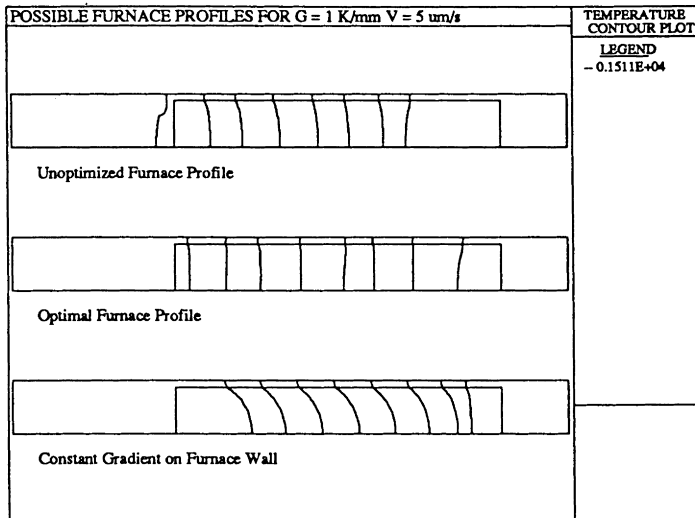 POSSIBLE FURNACE PROFILES FOR G = 1 K/mm V = 5 um/s
TEMPERATURE
CONTOUR PLOT
LEGEND
- 0.1511E+04
Unoptimized Furnace Profile
Optimal Furnace Profile
Constant Gradient on Furnace Wall